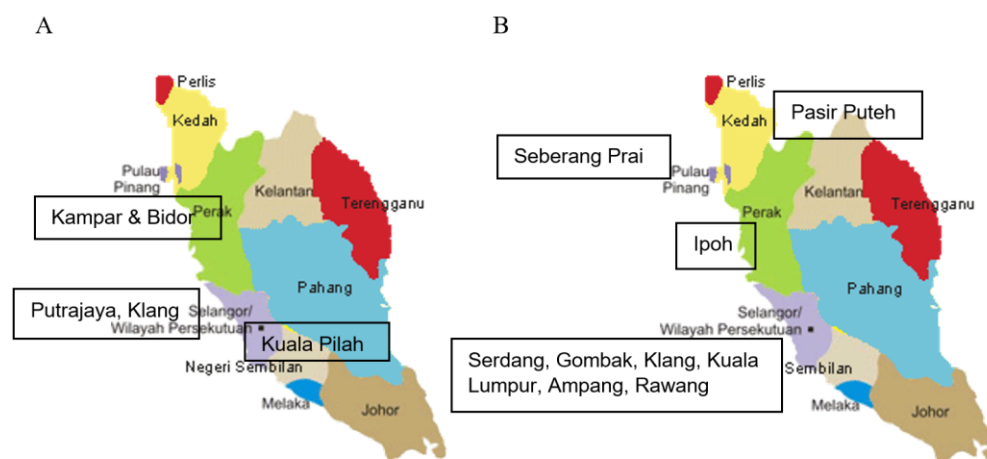 A
Perlis
Kedah
Pulau
Pinang
Kelantan
Terengganu
Kampar & Bidor
Perak
Pahang
Putrajaya, Klang
Selangor/
Wilayah Persekutuan
Kuala Pilah
Negeri Sembilan
Melaka
Johor
B
Perlis
Pasir Puteh
Kedah
Seberang Prai
Pulau
Pinang
Kelantan
Terengganu
Perak
Ipoh
Pahang
Selangor/
Wilayah Persekutuan
Serdang, Gombak, Klang, Kuala
Lumpur, Ampang, Rawang
Sembilan
Melaka
Johor